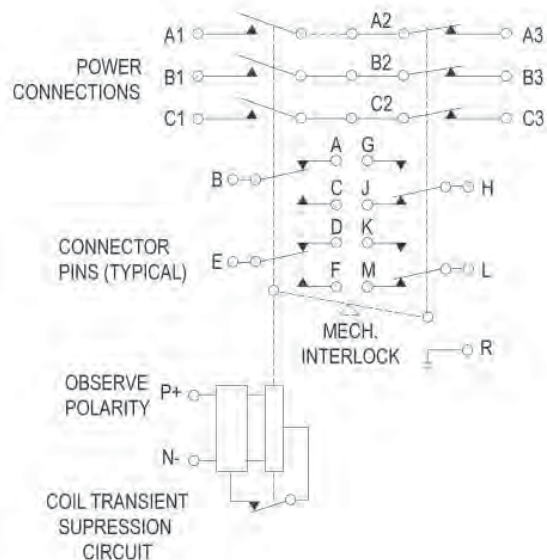 A1 A2 A3
POWER
CONNECTIONS
B1 B2 B3
C1 C2 C3
A G
B C J H
D K
CONNECTOR
PINS (TYPICAL)
E F M L
MECH.
INTERLOCK
R
OBSERVE
POLARITY
P+
N-
COIL TRANSIENT
SUPRESSION
CIRCUIT